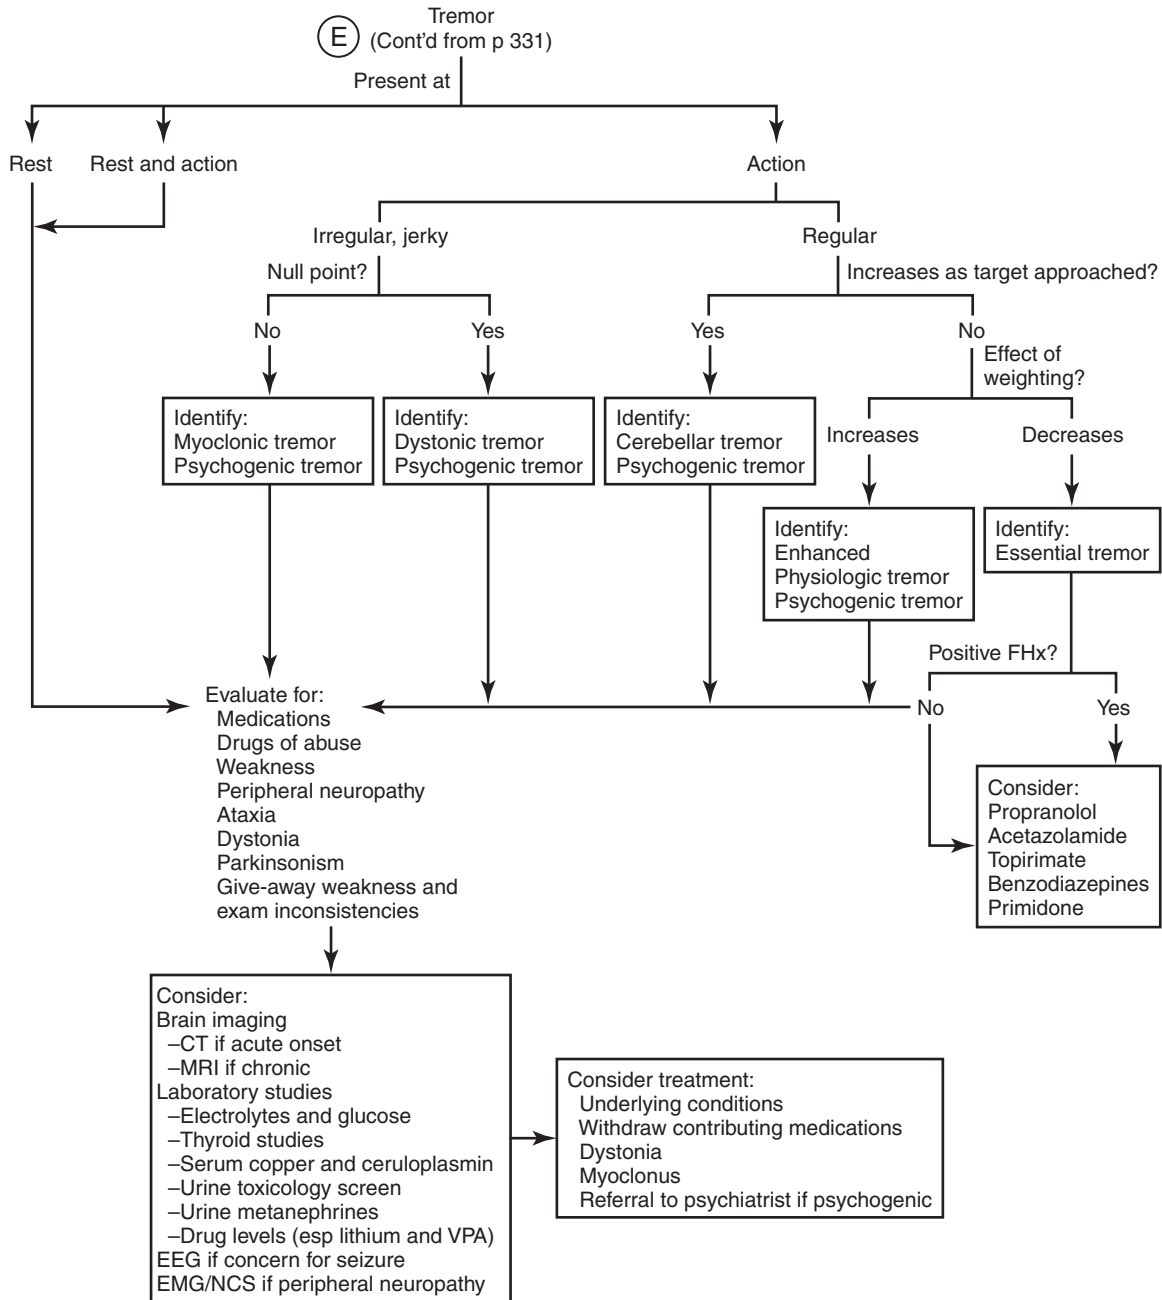 E
Tremor
(Cont'd from p 331)
Present at
Rest
Rest and action
Action
Irregular, jerky
Regular
Null point?
Increases as target approached?
No
Yes
Yes
No
Effect of
weighting?
Identify:
Myoclonic tremor
Psychogenic tremor
Identify:
Dystonic tremor
Psychogenic tremor
Identify:
Cerebellar tremor
Psychogenic tremor
Increases
Decreases
Identify:
Enhanced
Physiologic tremor
Psychogenic tremor
Identify:
Essential tremor
Positive FHx?
No
Yes
Evaluate for:
Medications
Drugs of abuse
Weakness
Peripheral neuropathy
Ataxia
Dystonia
Parkinsonism
Give-away weakness and
exam inconsistencies
Consider:
Propranolol
Acetazolamide
Topirimate
Benzodiazepines
Primidone
Consider:
Brain imaging
–CT if acute onset
–MRI if chronic
Laboratory studies
–Electrolytes and glucose
–Thyroid studies
–Serum copper and ceruloplasmin
–Urine toxicology screen
–Urine metanephrines
–Drug levels (esp lithium and VPA)
EEG if concern for seizure
EMG/NCS if peripheral neuropathy
Consider treatment:
Underlying conditions
Withdraw contributing medications
Dystonia
Myoclonus
Referral to psychiatrist if psychogenic